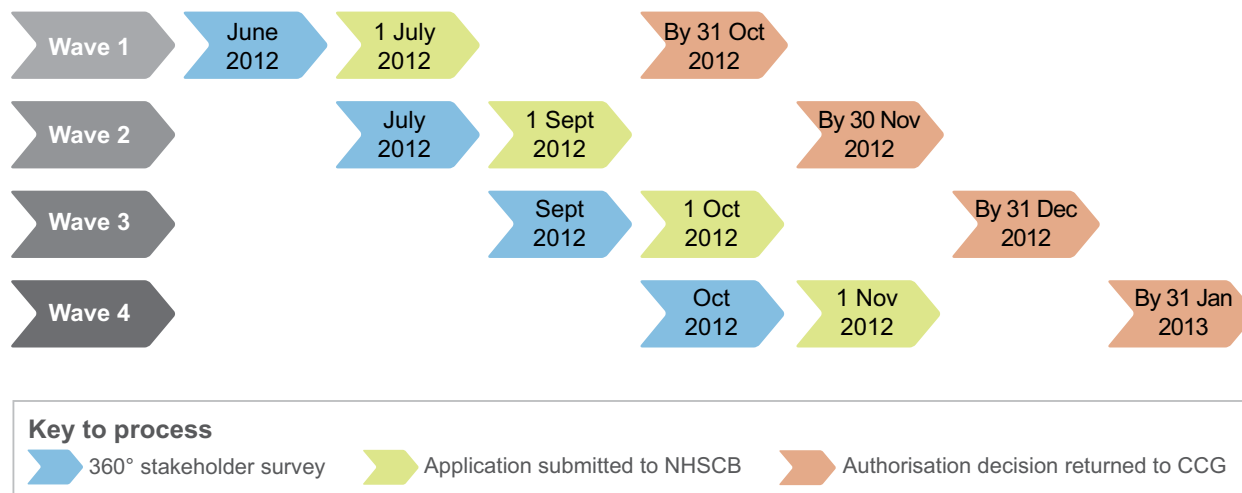 Wave 1
June
2012
1 July
2012
By 31 Oct
2012
Wave 2
July
2012
1 Sept
2012
By 30 Nov
2012
Wave 3
Sept
2012
1 Oct
2012
By 31 Dec
2012
Wave 4
Oct
2012
1 Nov
2012
By 31 Jan
2013
Key to process
360° stakeholder survey
Application submitted to NHSCB
Authorisation decision returned to CCG